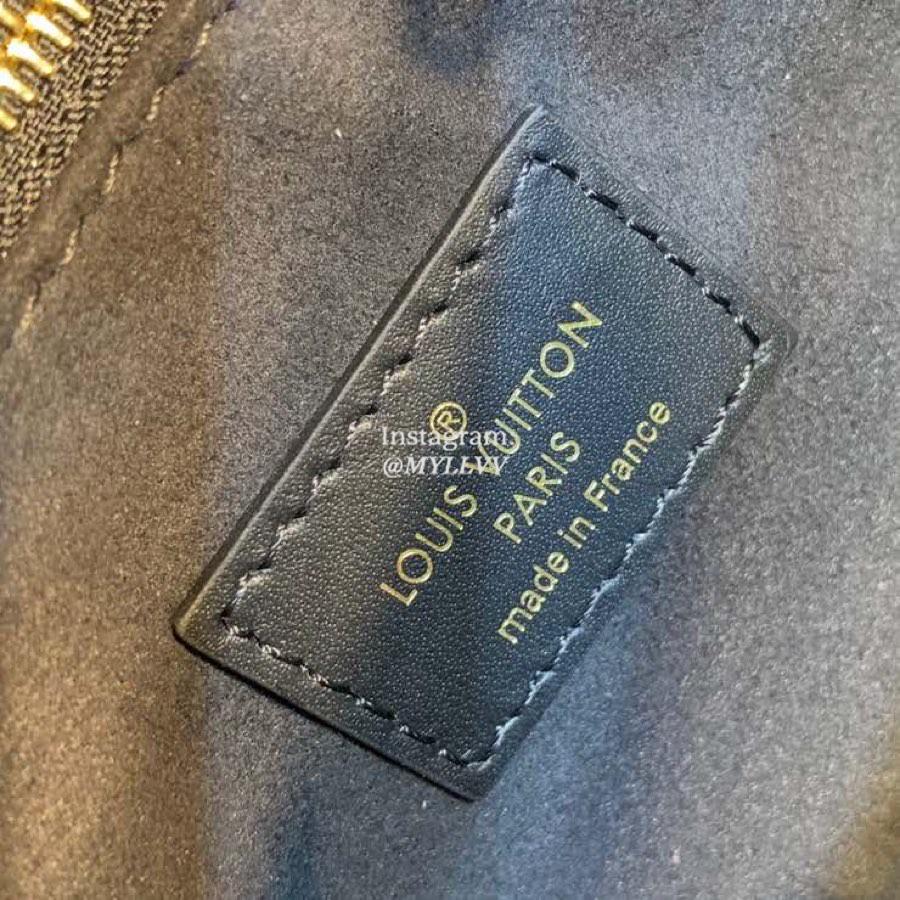 ®
LOUIS VUITTON
PARIS
made in France
Instagram
@MYLLVV